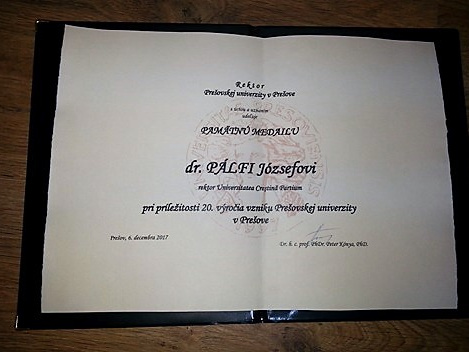 Rektor
Prešovskej univerzity v Prešove
s úctou a uznaním
udeľuje
PAMÄTNÚ MEDAILU
dr. PÁLFI Józsefovi
rektor Universitatea Creştină Partium
pri príležitosti 20. výročia vzniku Prešovskej univerzity
v Prešove
Prešov, 6. decembra 2017
Dr. h. c. prof. PhDr. Peter Kónya, PhD.